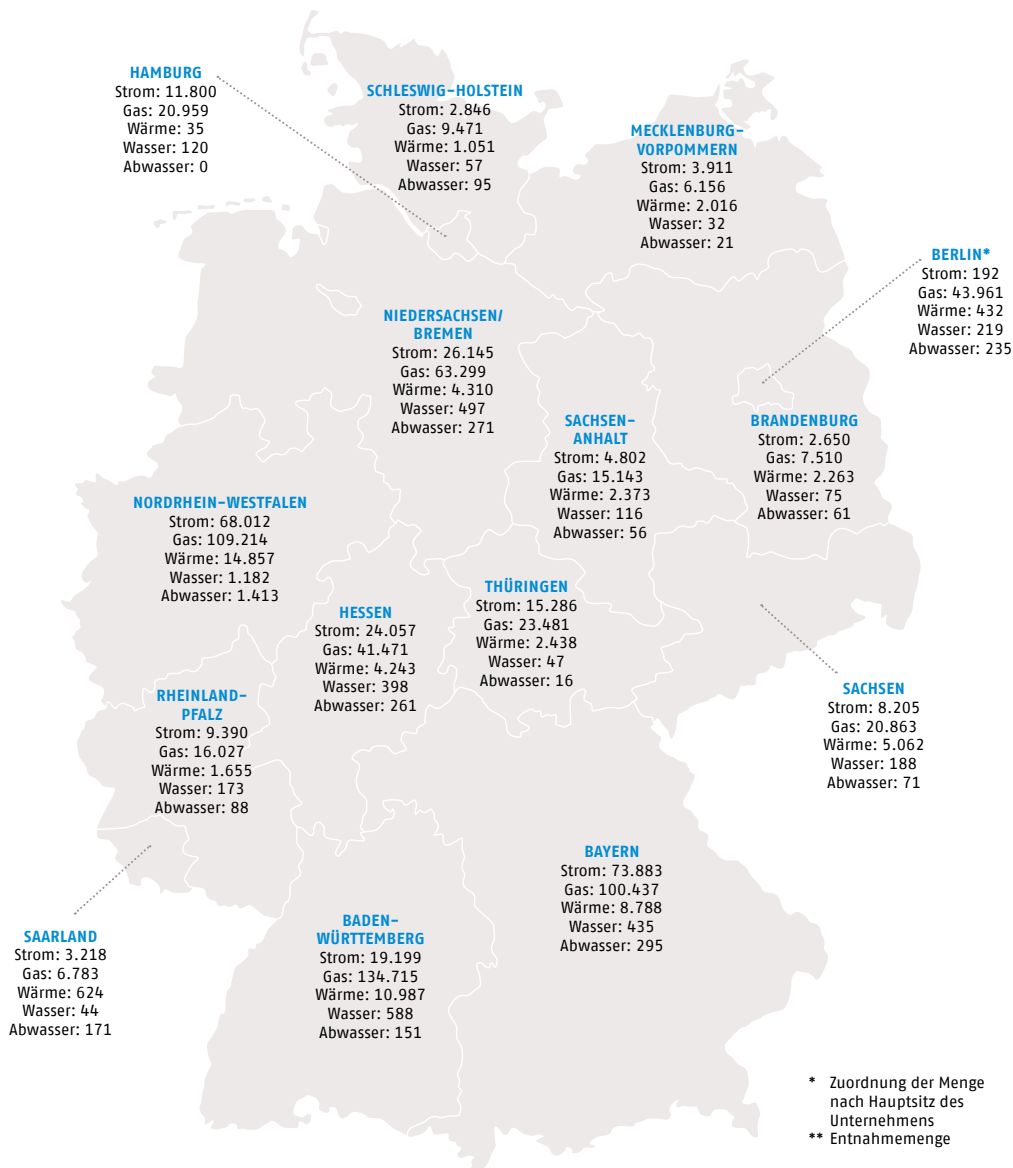 HAMBURG
Strom: 11.800
Gas: 20.959
Wärme: 35
Wasser: 120
Abwasser: 0
SCHLESWIG-HOLSTEIN
Strom: 2.846
Gas: 9.471
Wärme: 1.051
Wasser: 57
Abwasser: 95
MECKLENBURG-
VORPOMMERN
Strom: 3.911
Gas: 6.156
Wärme: 2.016
Wasser: 32
Abwasser: 21
BERLIN*
Strom: 192
Gas: 43.961
Wärme: 432
Wasser: 219
Abwasser: 235
NIEDERSACHSEN/
BREMEN
Strom: 26.145
Gas: 63.299
Wärme: 4.310
Wasser: 497
Abwasser: 271
SACHSEN-
ANHALT
Strom: 4.802
Gas: 15.143
Wärme: 2.373
Wasser: 116
Abwasser: 56
BRANDENBURG
Strom: 2.650
Gas: 7.510
Wärme: 2.263
Wasser: 75
Abwasser: 61
NORDRHEIN-WESTFALEN
Strom: 68.012
Gas: 109.214
Wärme: 14.857
Wasser: 1.182
Abwasser: 1.413
HESSEN
Strom: 24.057
Gas: 41.471
Wärme: 4.243
Wasser: 398
Abwasser: 261
THÜRINGEN
Strom: 15.286
Gas: 23.481
Wärme: 2.438
Wasser: 47
Abwasser: 16
SACHSEN
Strom: 8.205
Gas: 20.863
Wärme: 5.062
Wasser: 188
Abwasser: 71
RHEINLAND-
PFALZ
Strom: 9.390
Gas: 16.027
Wärme: 1.655
Wasser: 173
Abwasser: 88
BAYERN
Strom: 73.883
Gas: 100.437
Wärme: 8.788
Wasser: 435
Abwasser: 295
SAARLAND
Strom: 3.218
Gas: 6.783
Wärme: 624
Wasser: 44
Abwasser: 171
BADEN-
WÜRTTEMBERG
Strom: 19.199
Gas: 134.715
Wärme: 10.987
Wasser: 588
Abwasser: 151
* Zuordnung der Menge
nach Hauptsitz des
Unternehmens
** Entnahmemenge